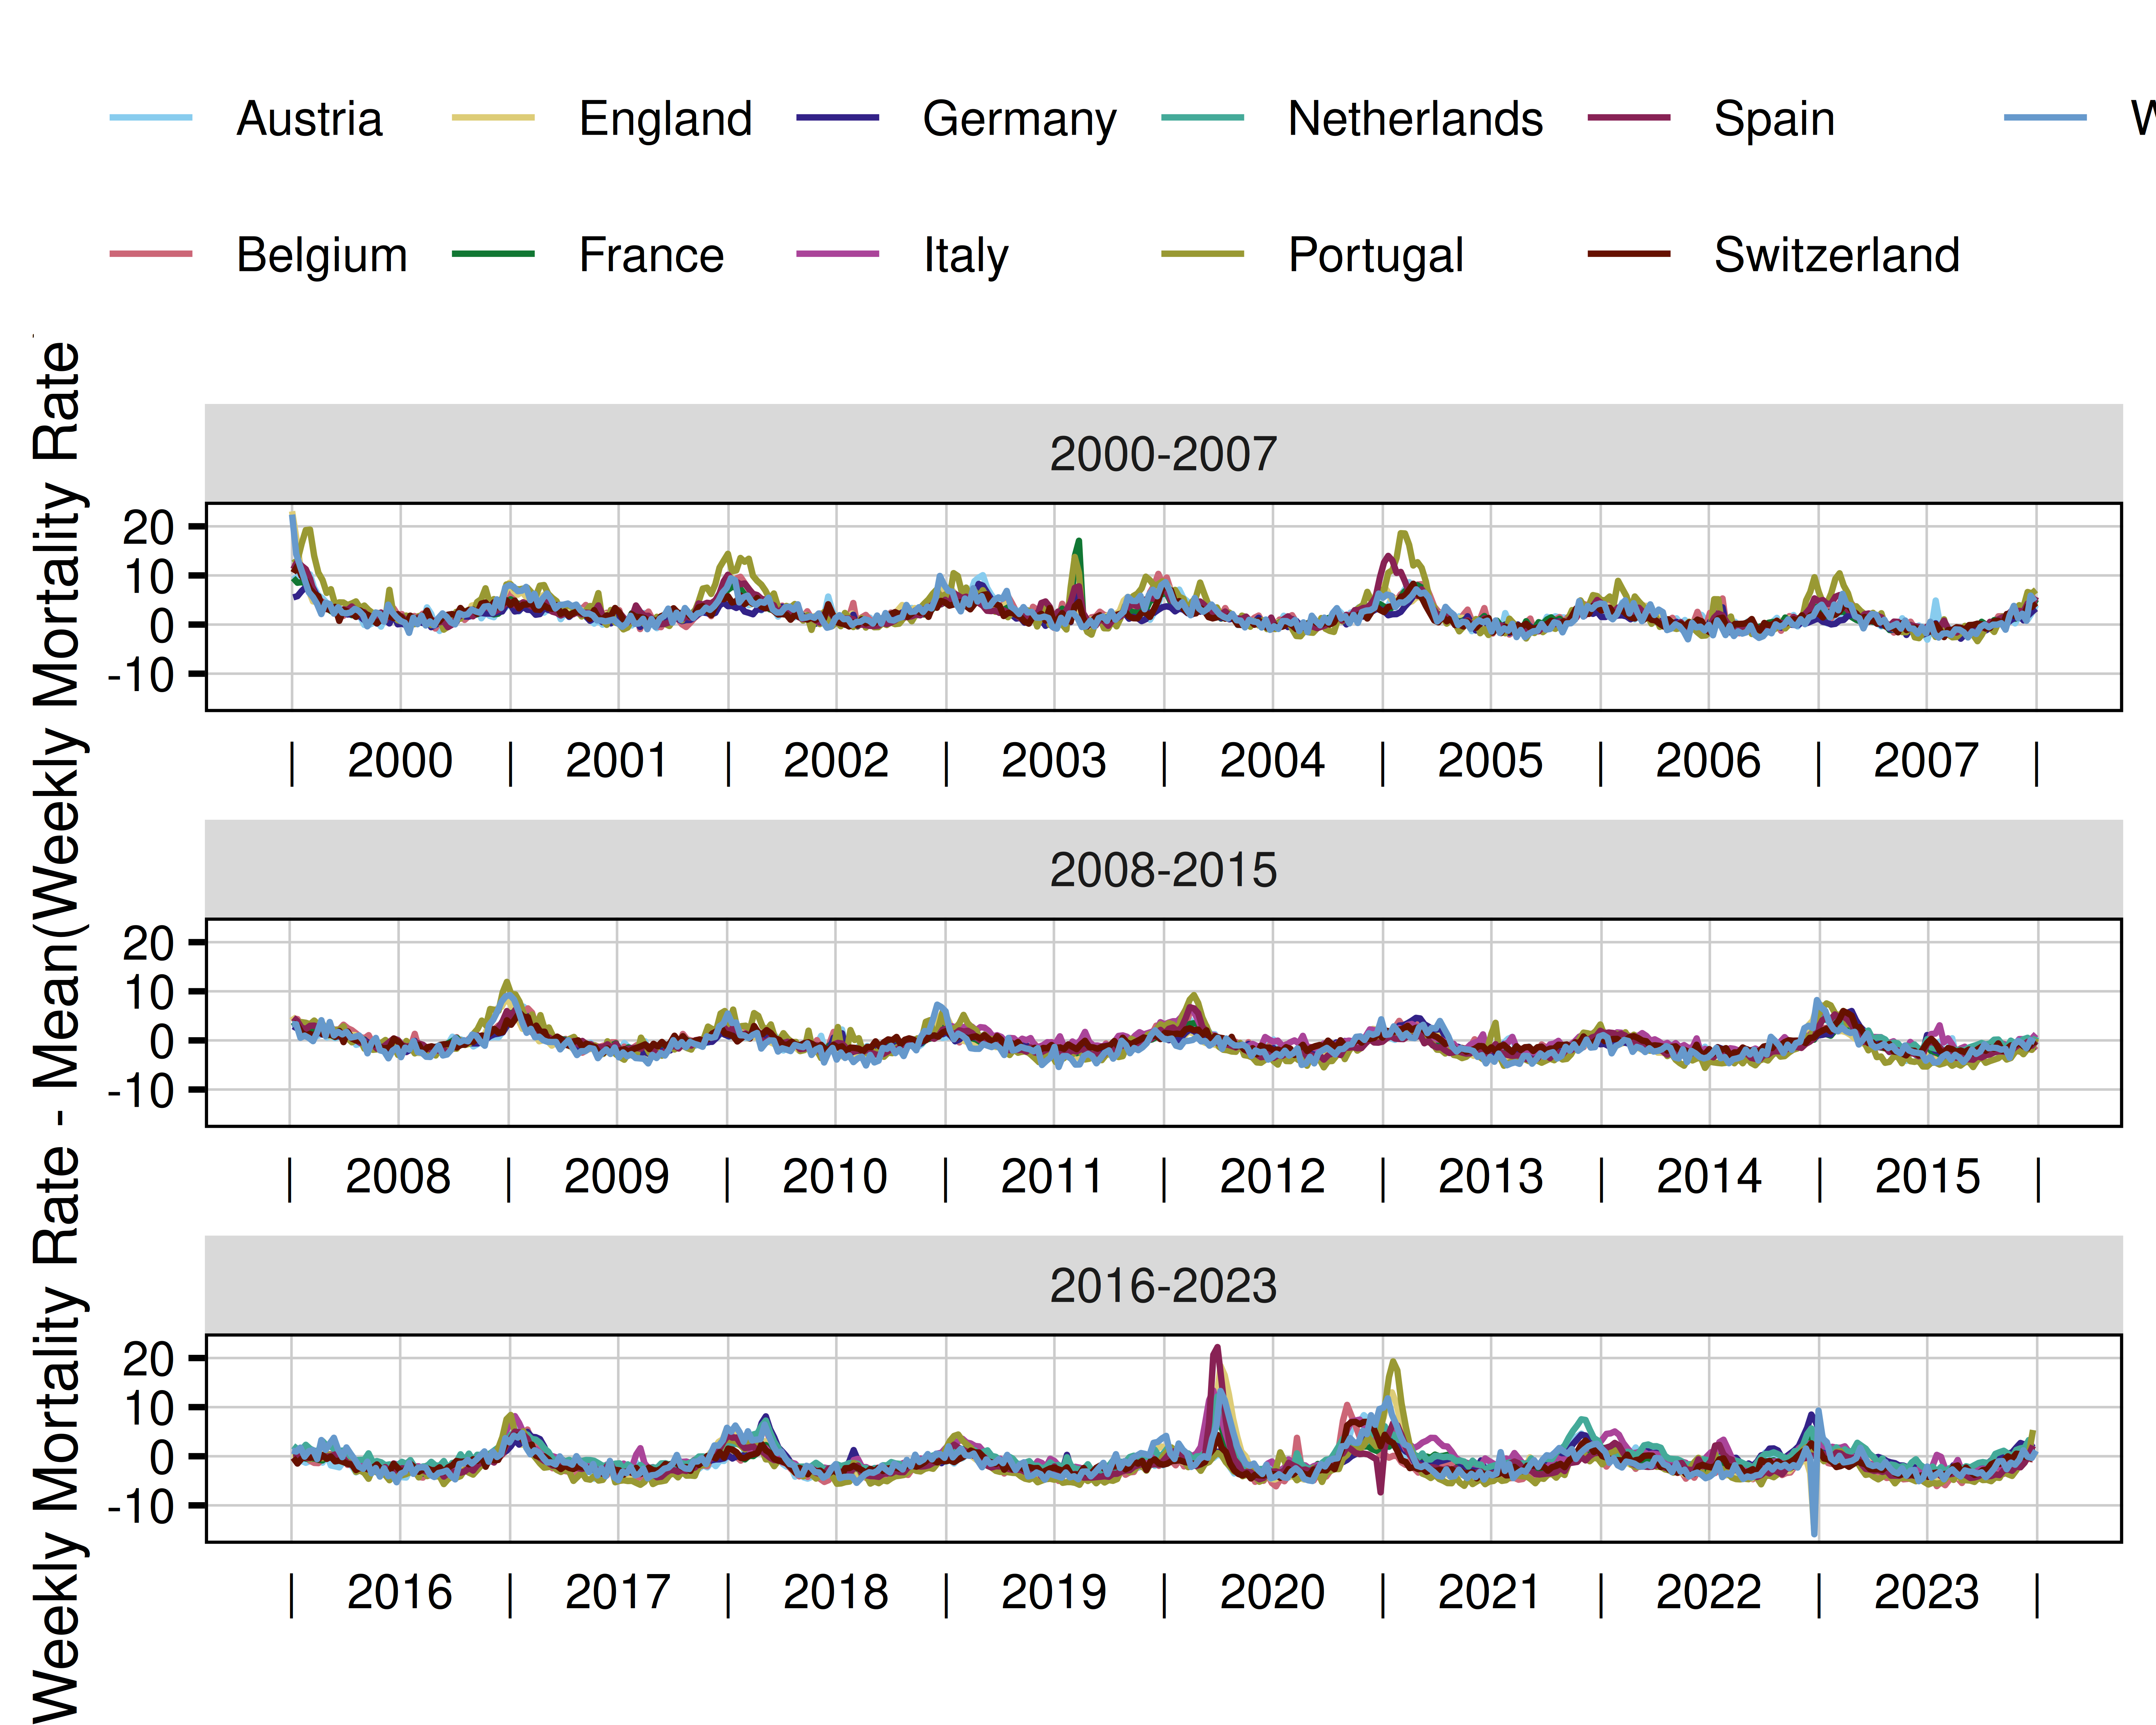 Austria England Germany Netherlands Spain W
Belgium France Italy Portugal Switzerland
Weekly Mortality Rate - Mean(Weekly Mortality Rate
2000-2007
20
10
0
-10
| 2000 | 2001 | 2002 | 2003 | 2004 | 2005 | 2006 | 2007 |
2008-2015
20
10
0
-10
| 2008 | 2009 | 2010 | 2011 | 2012 | 2013 | 2014 | 2015 |
2016-2023
20
10
0
-10
| 2016 | 2017 | 2018 | 2019 | 2020 | 2021 | 2022 | 2023 |